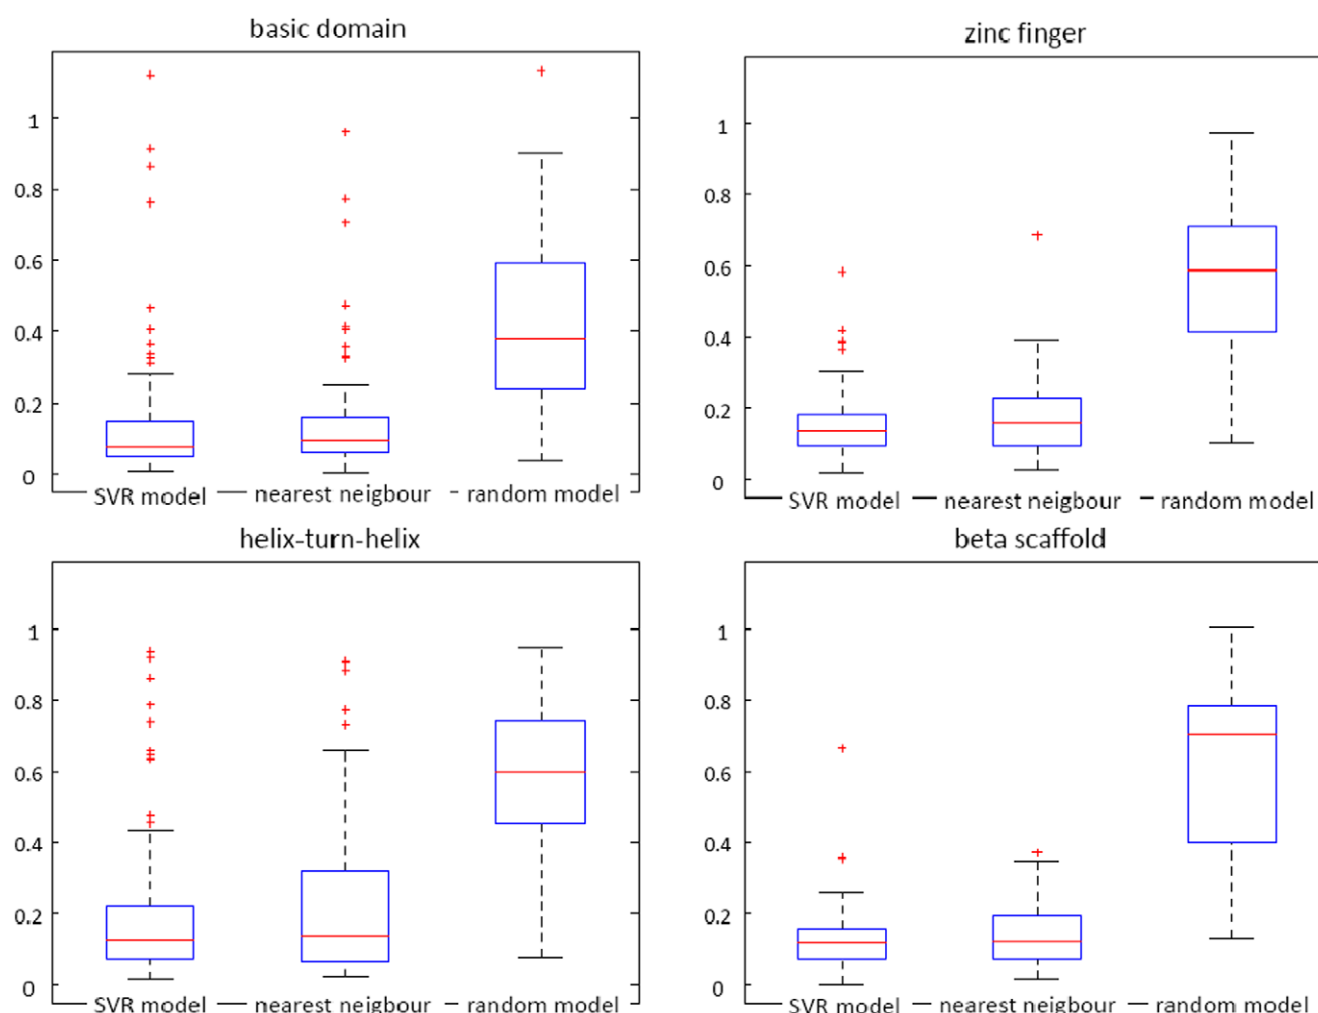 basic domain
1
0.8
0.6
0.4
0.2
0
SVR model
nearest neigbour
random model
zinc finger
1
0.8
0.6
0.4
0.2
0
SVR model
nearest neigbour
random model
helix-turn-helix
1
0.8
0.6
0.4
0.2
0
SVR model
nearest neigbour
random model
beta scaffold
1
0.8
0.6
0.4
0.2
0
SVR model
nearest neigbour
random model